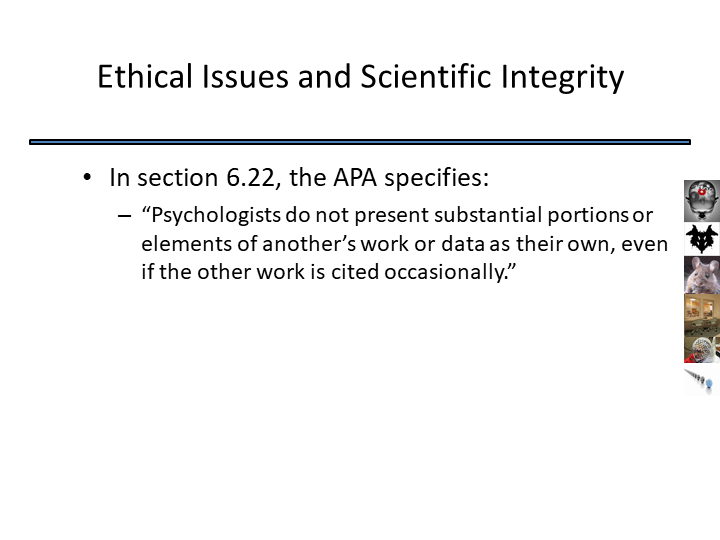 Ethical Issues and Scientific Integrity
• In section 6.22, the APA specifies:
– “Psychologists do not present substantial portions or
elements of another’s work or data as their own, even
if the other work is cited occasionally.”